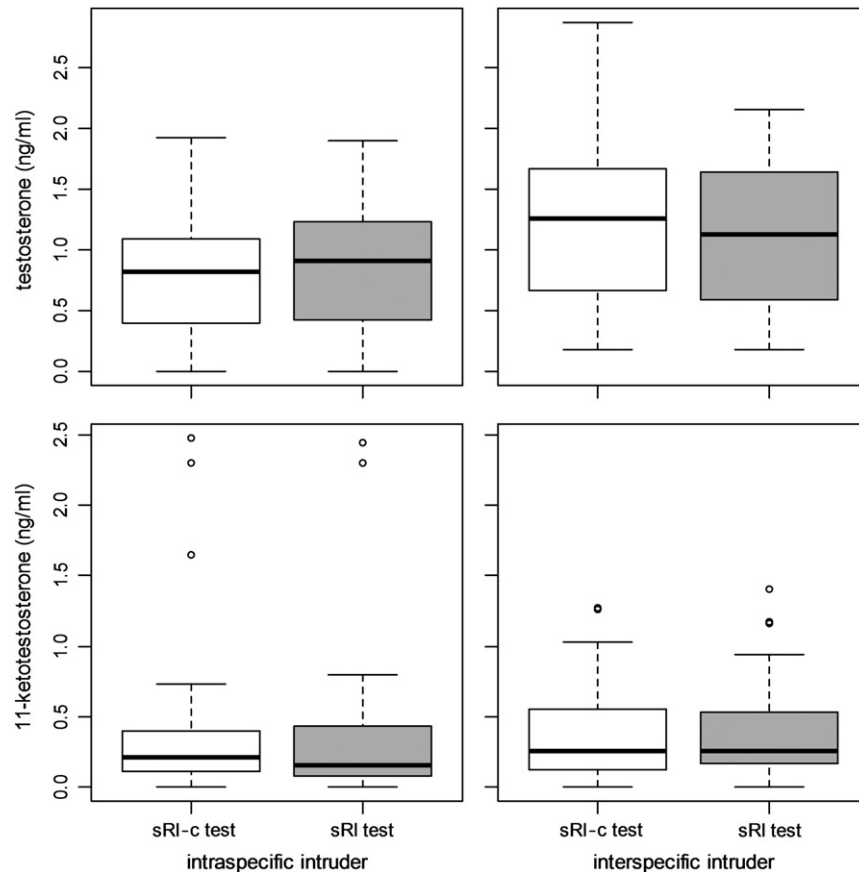 testosterone (ng/ml)
0.0 0.5 1.0 1.5 2.0 2.5
11-ketotestosterone (ng/ml)
0.0 0.5 1.0 1.5 2.0 2.5
sRI-c test sRI test sRI-c test sRI test
intraspecific intruder interspecific intruder